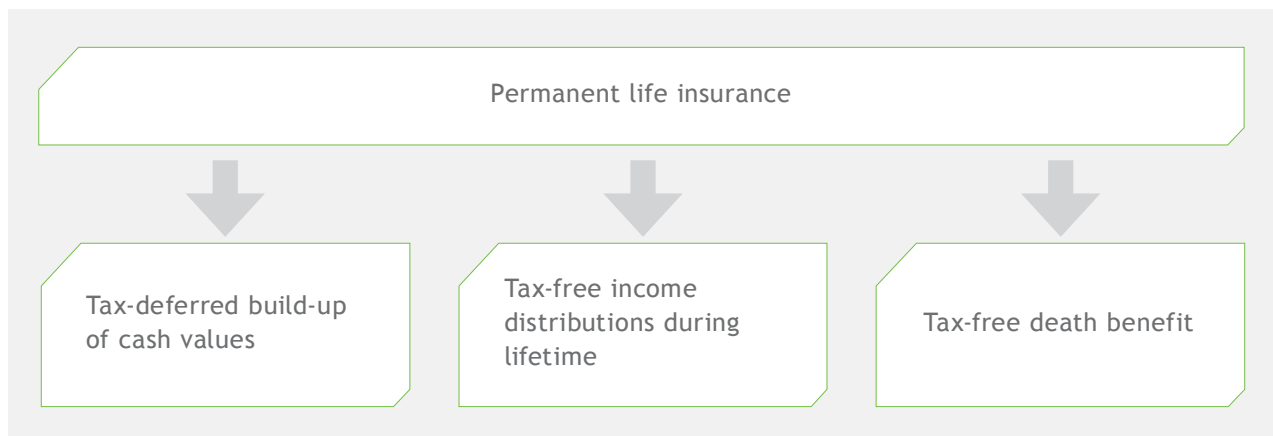 Permanent life insurance
Tax-deferred build-up
of cash values
Tax-free income
distributions during
lifetime
Tax-free death benefit